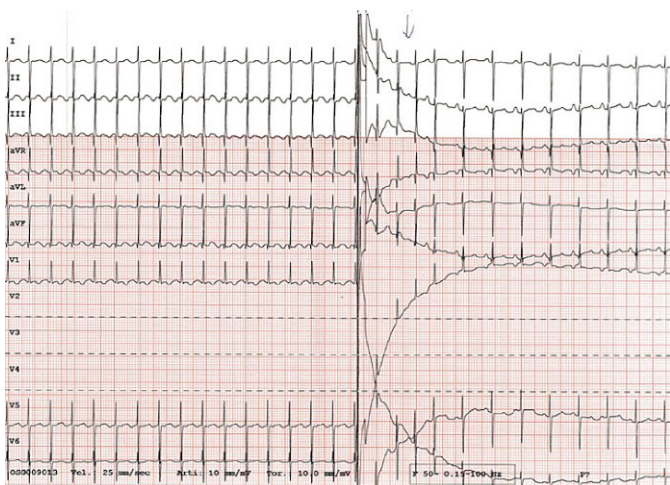 I
II
III
aVR
aVL
aVF
V1
V2
V3
V4
V5
V6
OSG009013 Vel.: 25 mm/sec Arti: 10 mm/mV Tor. 10.0 mm/mV F 50~ 0.15-100 Hz P?